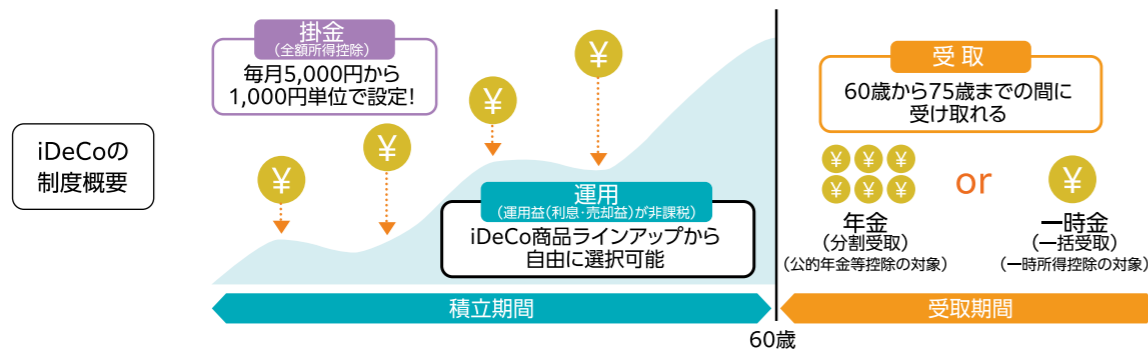 iDeCoの
制度概要
掛金
(全額所得控除)
毎月5,000円から
1,000円単位で設定!
¥
¥
¥
¥
運用
(運用益(利息・売却益)が非課税)
iDeCo商品ラインアップから
自由に選択可能
積立期間
60歳
受取
60歳から75歳までの間に
受け取れる
¥ ¥ ¥
¥ ¥ ¥
年金
(分割受取)
(公的年金等控除の対象)
or
¥
一時金
(一括受取)
(一時所得控除の対象)
受取期間